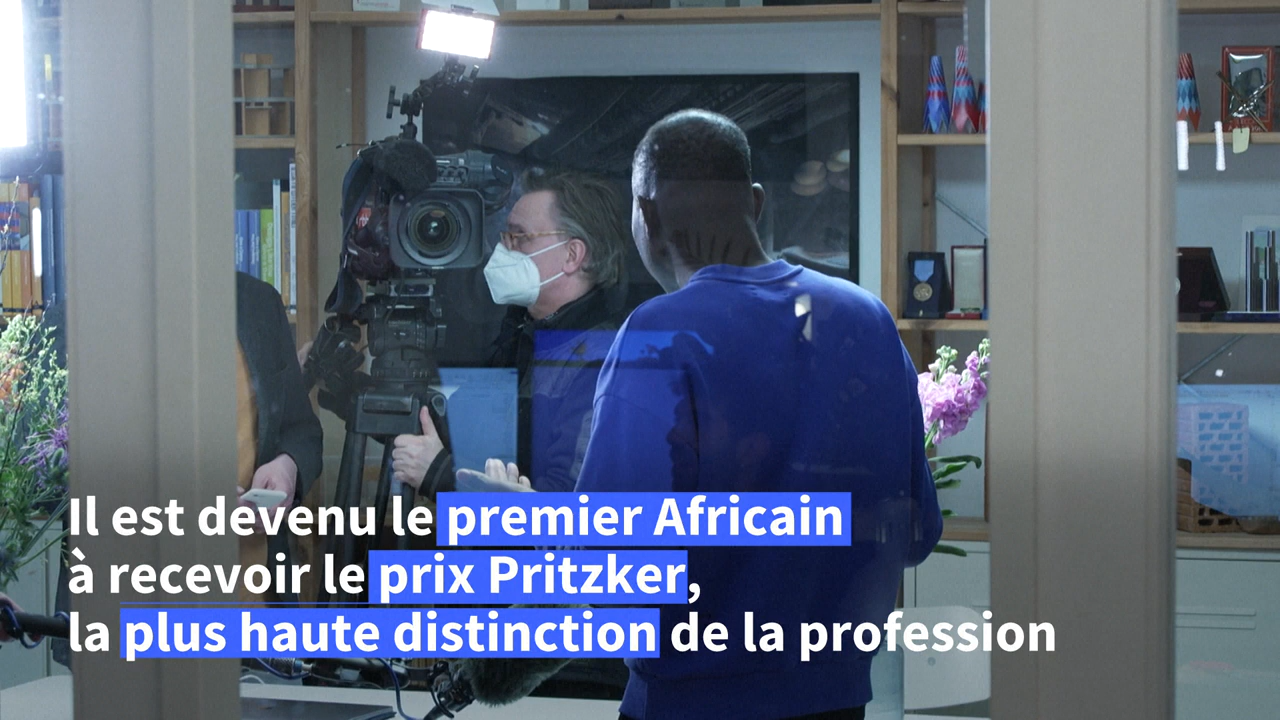 Il est devenu le premier Africain
à recevoir le prix Pritzker,
la plus haute distinction de la profession